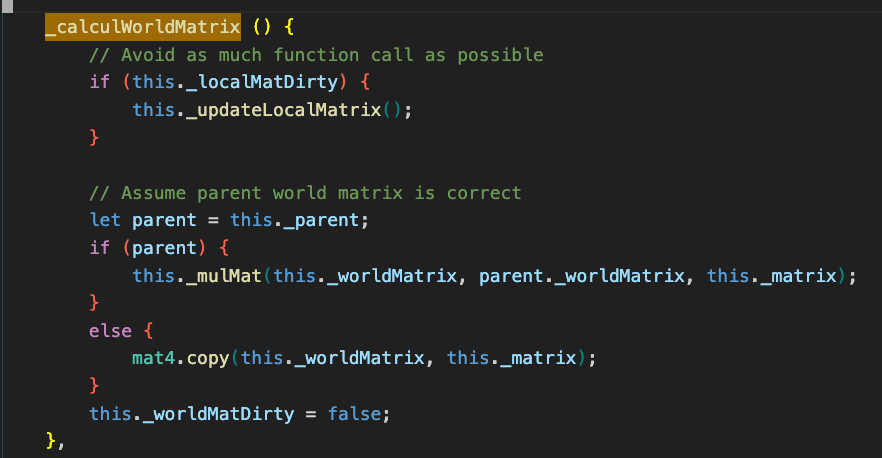 _calculWorldMatrix () {
// Avoid as much function call as possible
if (this._localMatDirty) {
this._updateLocalMatrix();
}
// Assume parent world matrix is correct
let parent = this._parent;
if (parent) {
this._mulMat(this._worldMatrix, parent._worldMatrix, this._matrix);
}
else {
mat4.copy(this._worldMatrix, this._matrix);
}
this._worldMatDirty = false;
},